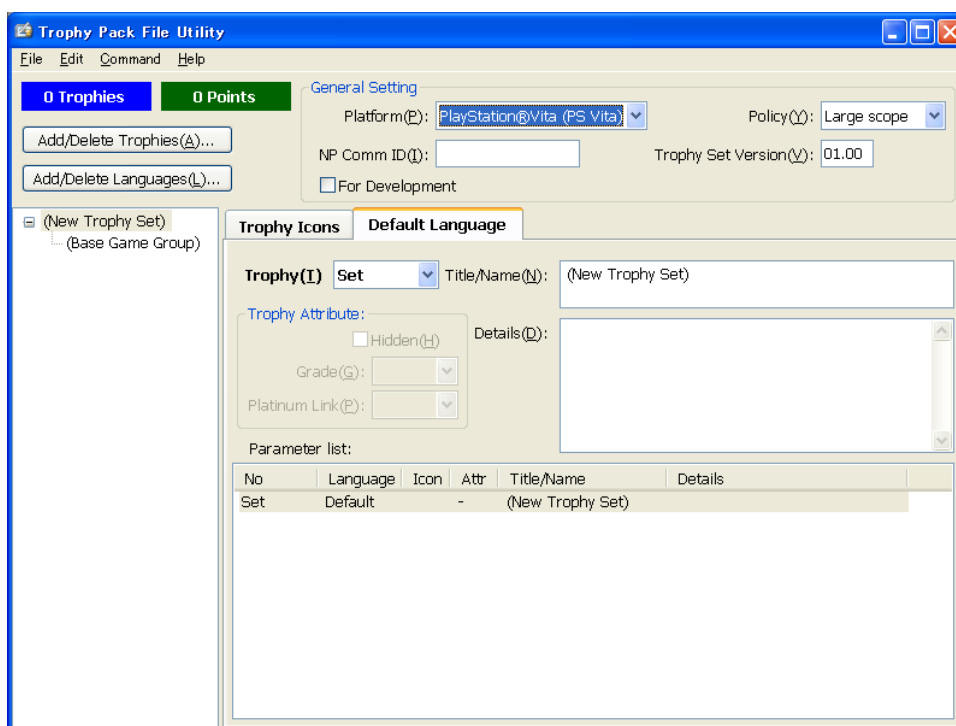 Trophy Pack File Utility
File Edit Command Help
0 Trophies 0 Points
General Setting
Platform(P): PlayStation®Vita (PS Vita) Policy(Y): Large scope
Add/Delete Trophies(A)...
NP Comm ID(I): Trophy Set Version(V): 01.00
Add/Delete Languages(L)...
For Development
(New Trophy Set)
(Base Game Group)
Trophy Icons Default Language
Trophy(I) Set Title/Name(N): (New Trophy Set)
Trophy Attribute:
Hidden(H) Details(D):
Grade(G):
Platinum Link(P):
Parameter list:
No Language Icon Attr Title/Name Details
Set Default - (New Trophy Set)